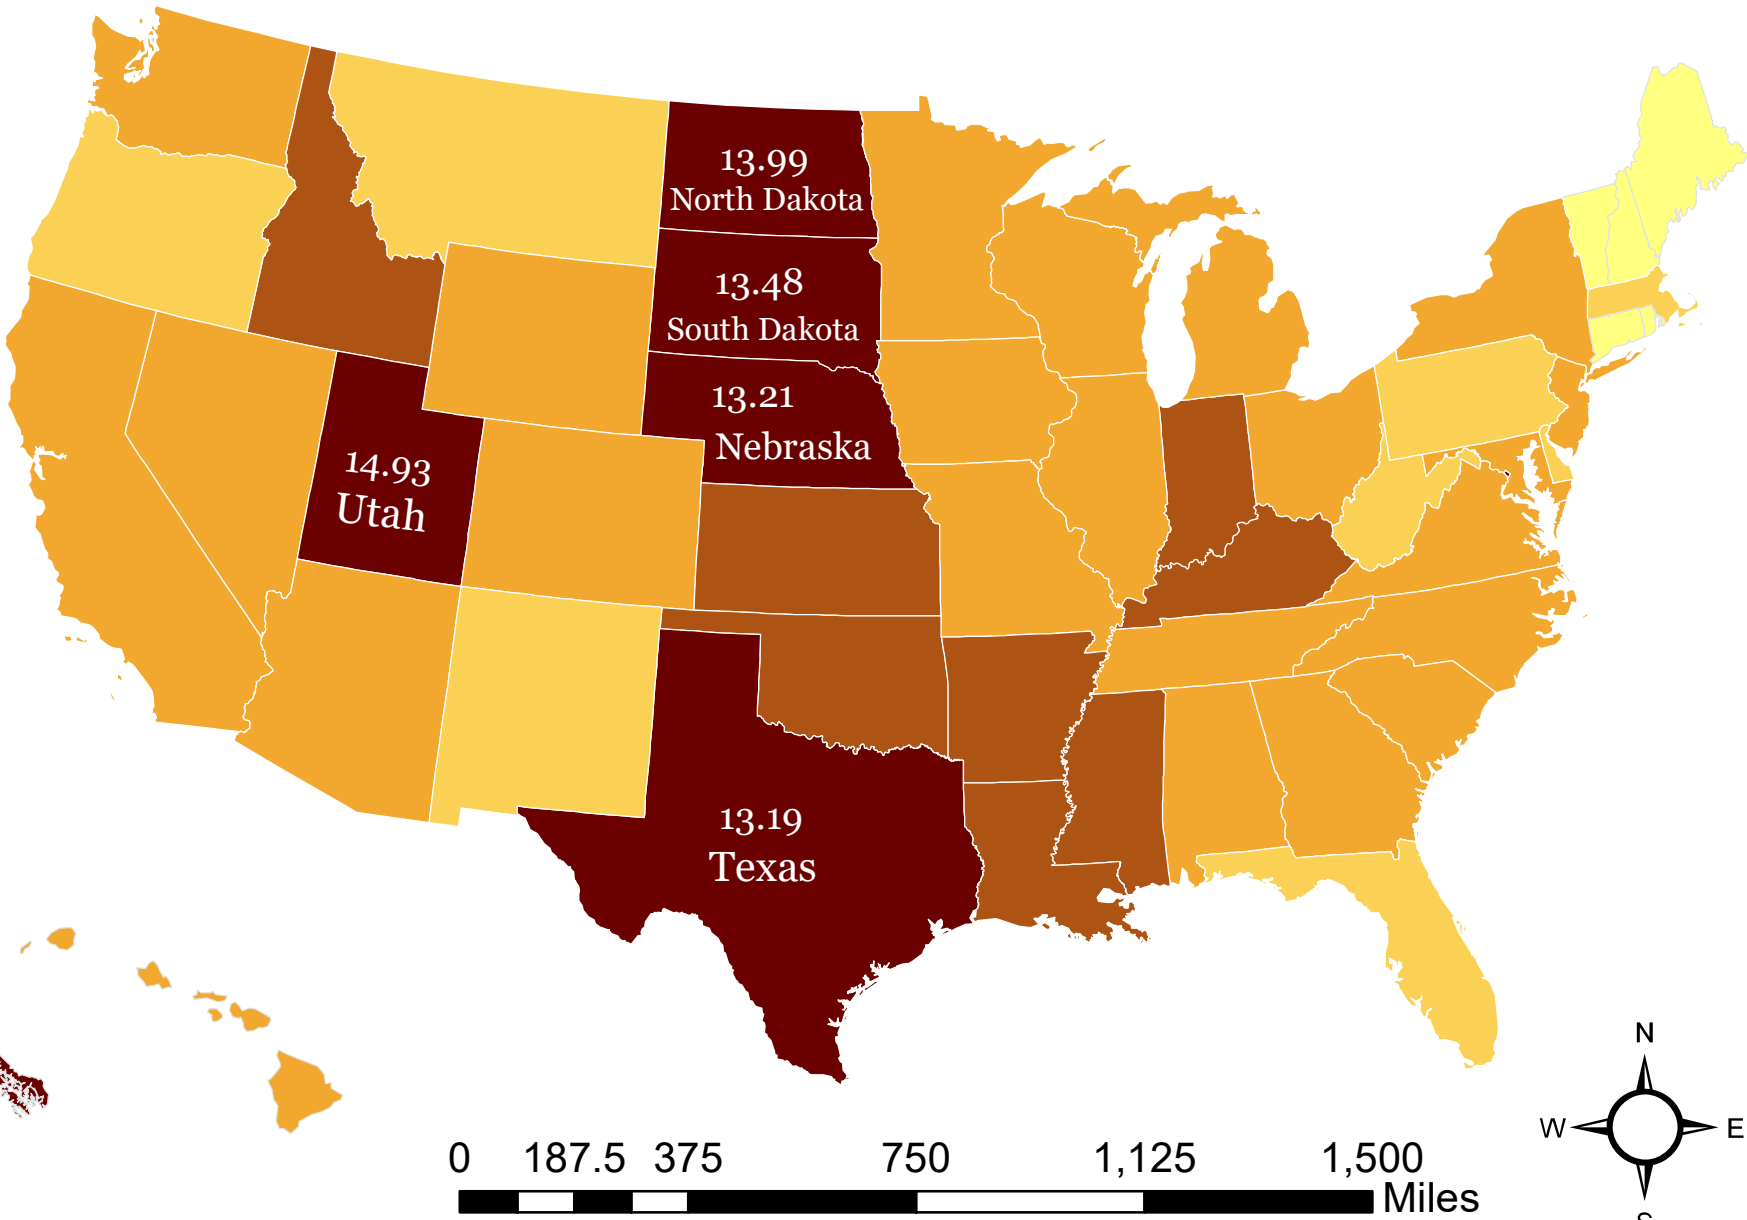 13.99
North Dakota
13.48
South Dakota
13.21
Nebraska
14.93
Utah
13.19
Texas
N
W E
S
0 187.5 375 750 1,125 1,500
Miles